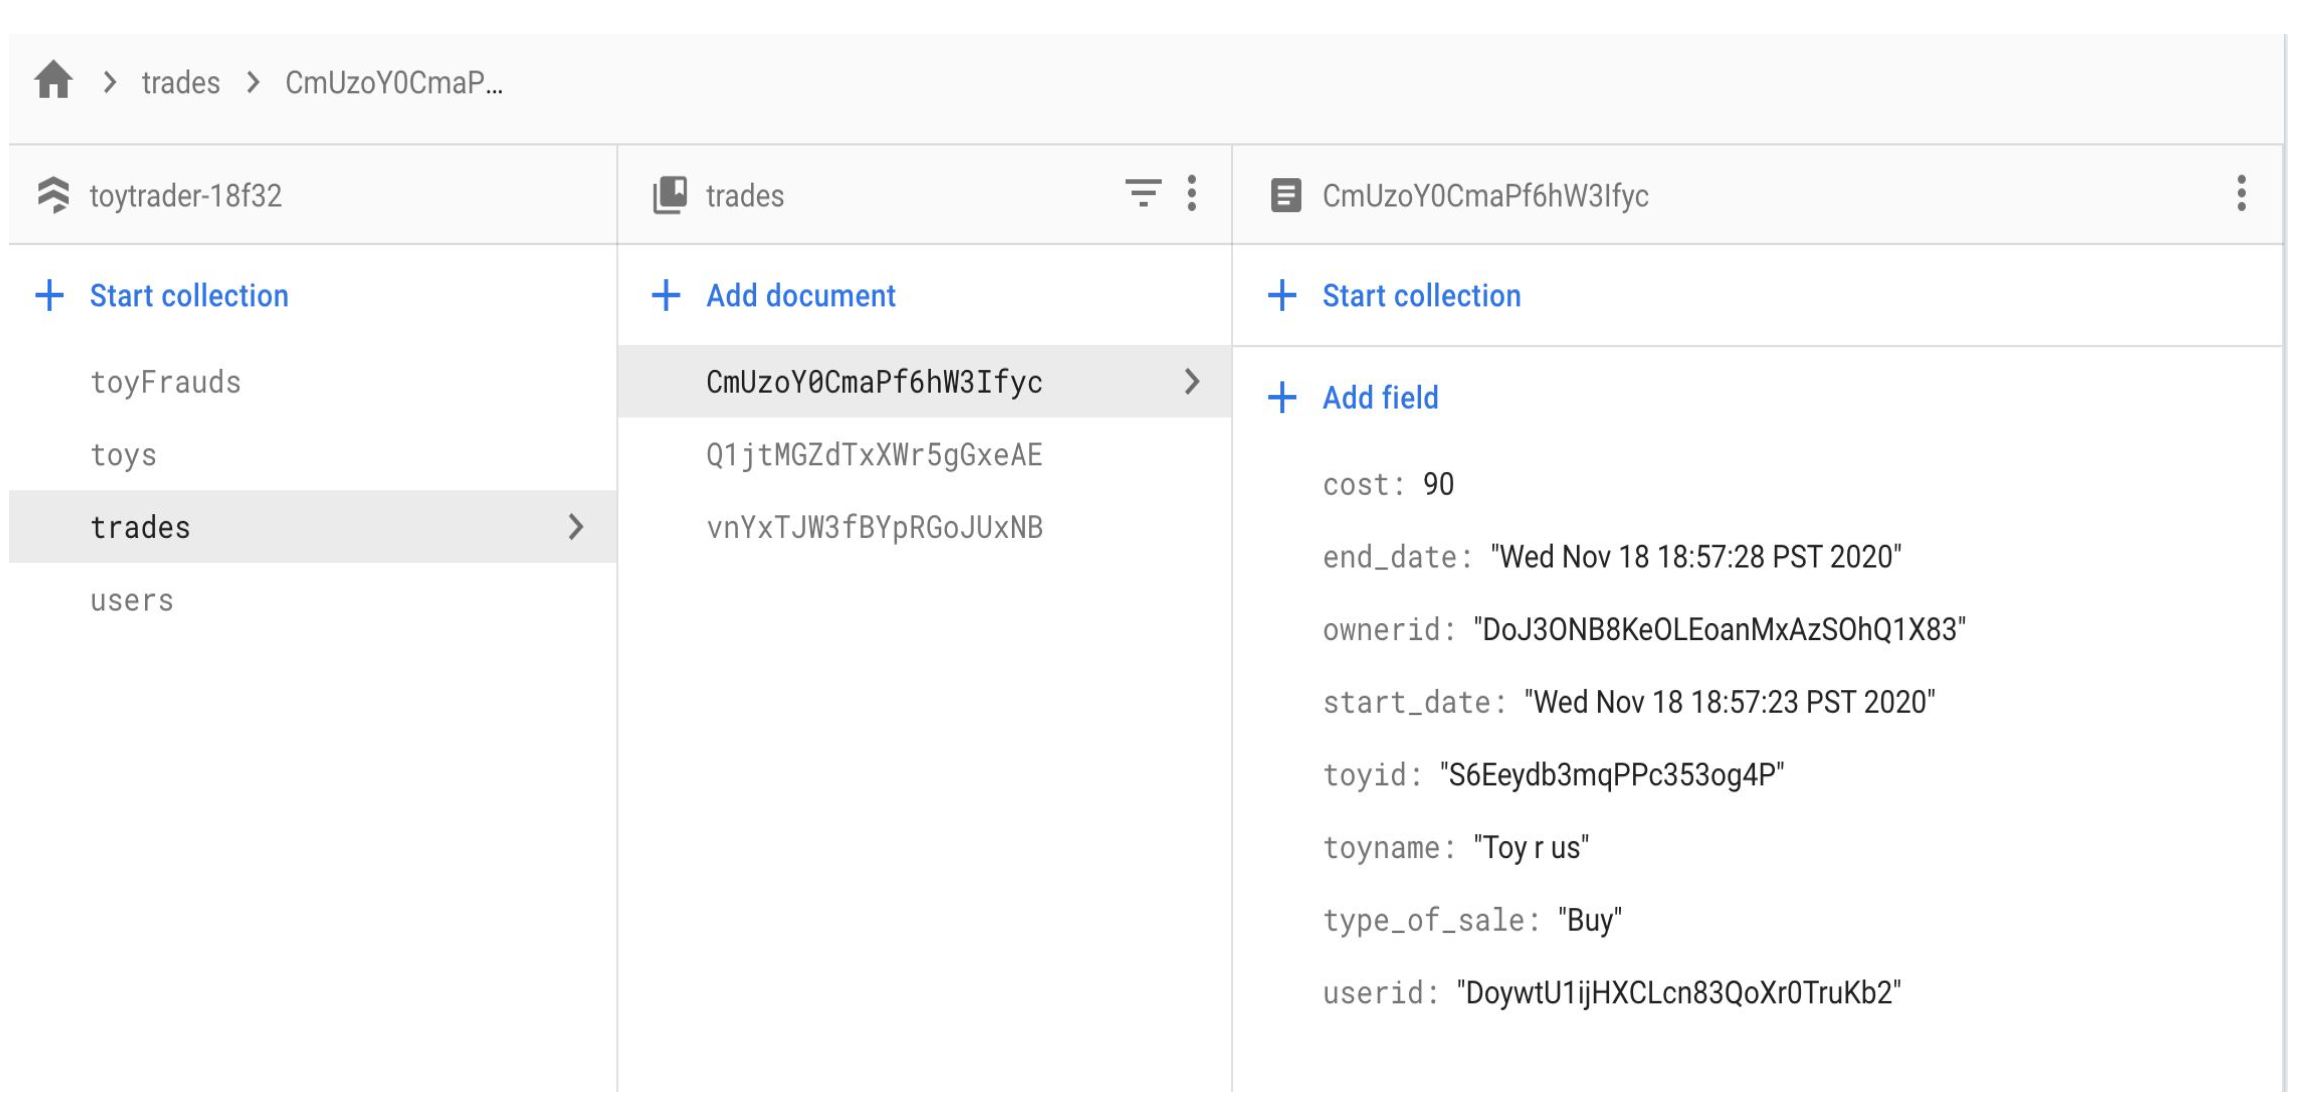 trades CmUzoY0CmaP...
toytrader-18f32
Start collection
toyFrauds
toys
trades
users
trades
Add document
CmUzoY0CmaPf6hW3Ifyc
Q1jtMGZdTxXWr5gGxeAE
vnYxTJW3fBYpRGoJUxNB
CmUzoY0CmaPf6hW3Ifyc
Start collection
Add field
cost: 90
end_date: "Wed Nov 18 18:57:28 PST 2020"
ownerid: "DoJ3ONB8KeOLEoanMxAzSOhQ1X83"
start_date: "Wed Nov 18 18:57:23 PST 2020"
toyid: "S6Eeydb3mqPPc353og4P"
toyname: "Toy r us"
type_of_sale: "Buy"
userid: "DoywtU1ijHXCLcn83QoXr0TruKb2"